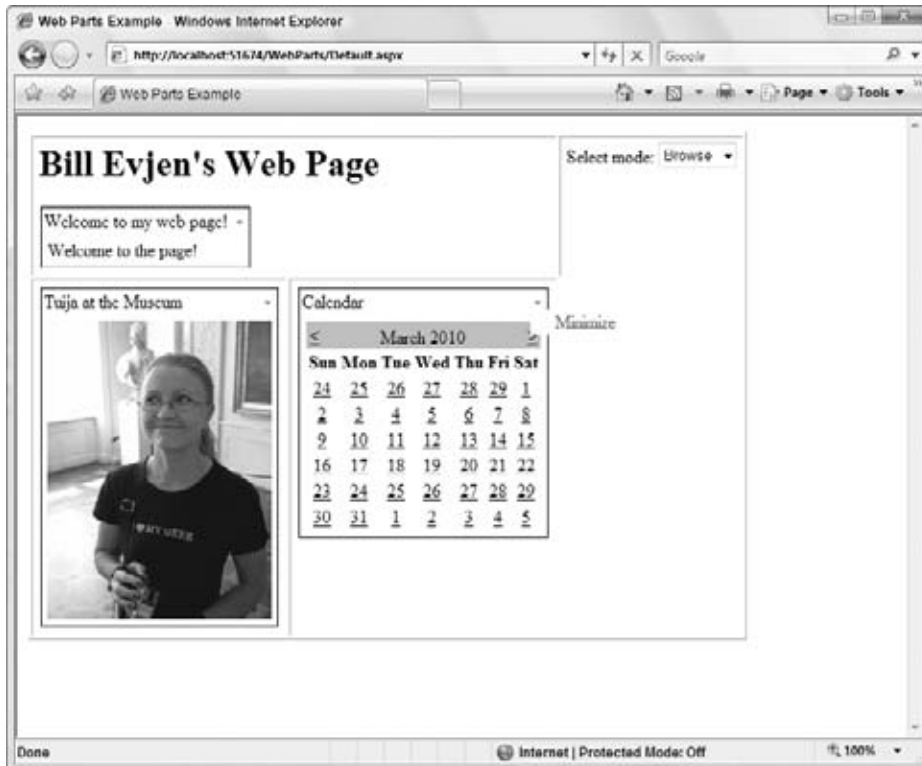 Web Parts Example Windows Internet Explorer
http://localhost:51674/WebParts/Default.aspx
Google
Web Parts Example
Page
Tools
Bill Evjen's Web Page
Select mode: Browse
Welcome to my web page!
Welcome to the page!
Tuija at the Museum
Calendar
Minimize
< March 2010 >
Sun Mon Tue Wed Thu Fri Sat
24 25 26 27 28 29 1
2 3 4 5 6 7 8
9 10 11 12 13 14 15
16 17 18 19 20 21 22
23 24 25 26 27 28 29
30 31 1 2 3 4 5
I ♥ MY GEEK
Done
Internet | Protected Mode: Off
100%